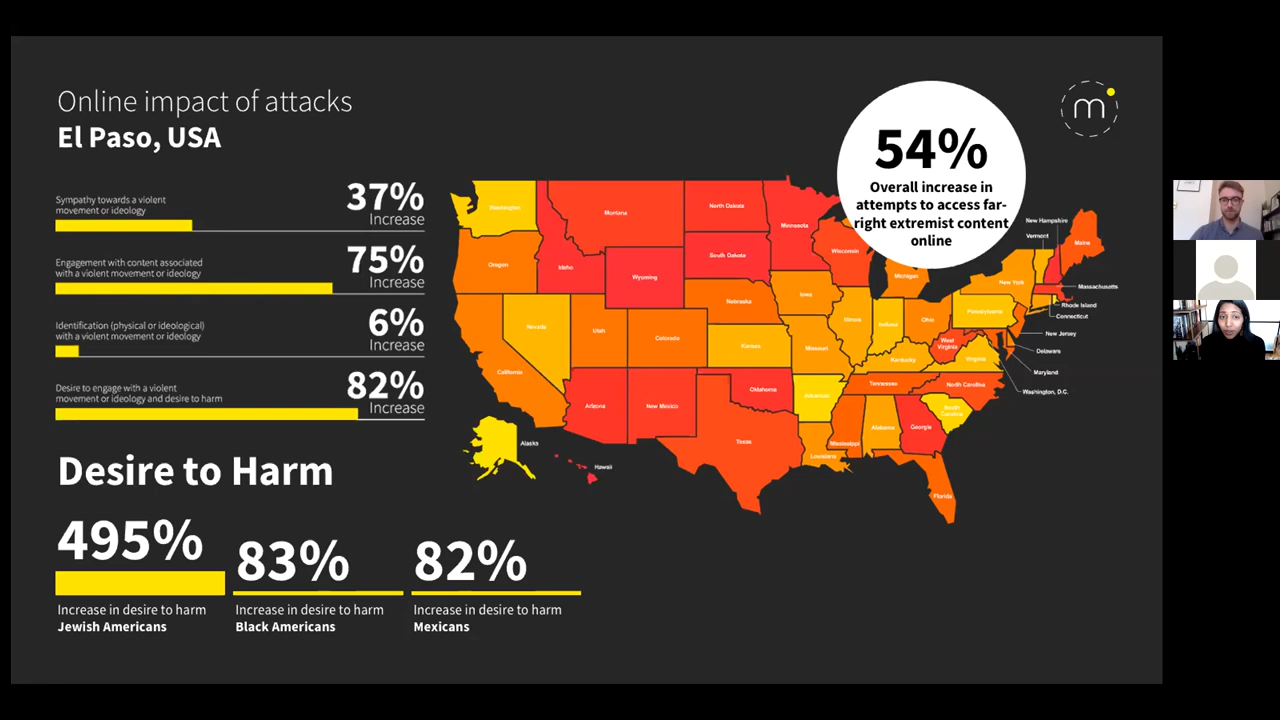 Online impact of attacks
El Paso, USA
Sympathy towards a violent
movement or ideology
37%
Increase
Engagement with content associated
with a violent movement or ideology
75%
Increase
Identification (physical or ideological)
with a violent movement or ideology
6%
Increase
Desire to engage with a violent
movement or ideology and desire to harm
82%
Increase
Desire to Harm
495%
Increase in desire to harm
Jewish Americans
83%
Increase in desire to harm
Black Americans
82%
Increase in desire to harm
Mexicans
54%
Overall increase in
attempts to access far-
right extremist content
online
m
Washington
Montana
North Dakota
Minnesota
Wisconsin
Michigan
New Hampshire
Vermont
Maine
Oregon
Idaho
Wyoming
South Dakota
Iowa
New York
Massachusetts
Rhode Island
Connecticut
Nevada
Utah
Colorado
Nebraska
Illinois
Indiana
Ohio
Pennsylvania
New Jersey
Delaware
Maryland
Washington, D.C.
California
Kansas
Missouri
Kentucky
West
Virginia
Virginia
Arizona
New Mexico
Oklahoma
Arkansas
Tennessee
North Carolina
South
Carolina
Texas
Louisiana
Mississippi
Alabama
Georgia
Florida
Alaska
Hawaii